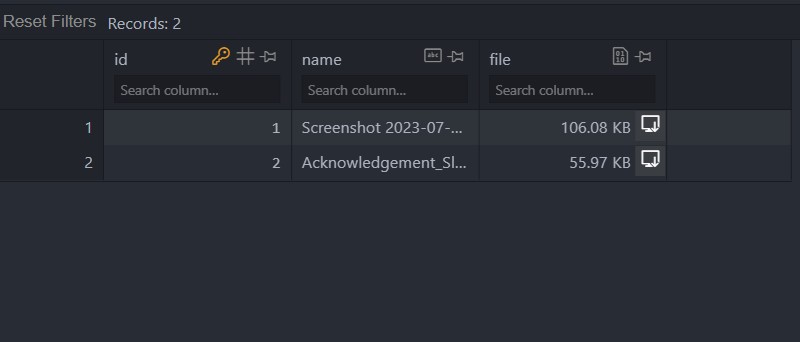 Reset Filters Records: 2
id name file
Search column... Search column... Search column...
1 1 Screenshot 2023-07-... 106.08 KB
2 2 Acknowledgement_Sl... 55.97 KB